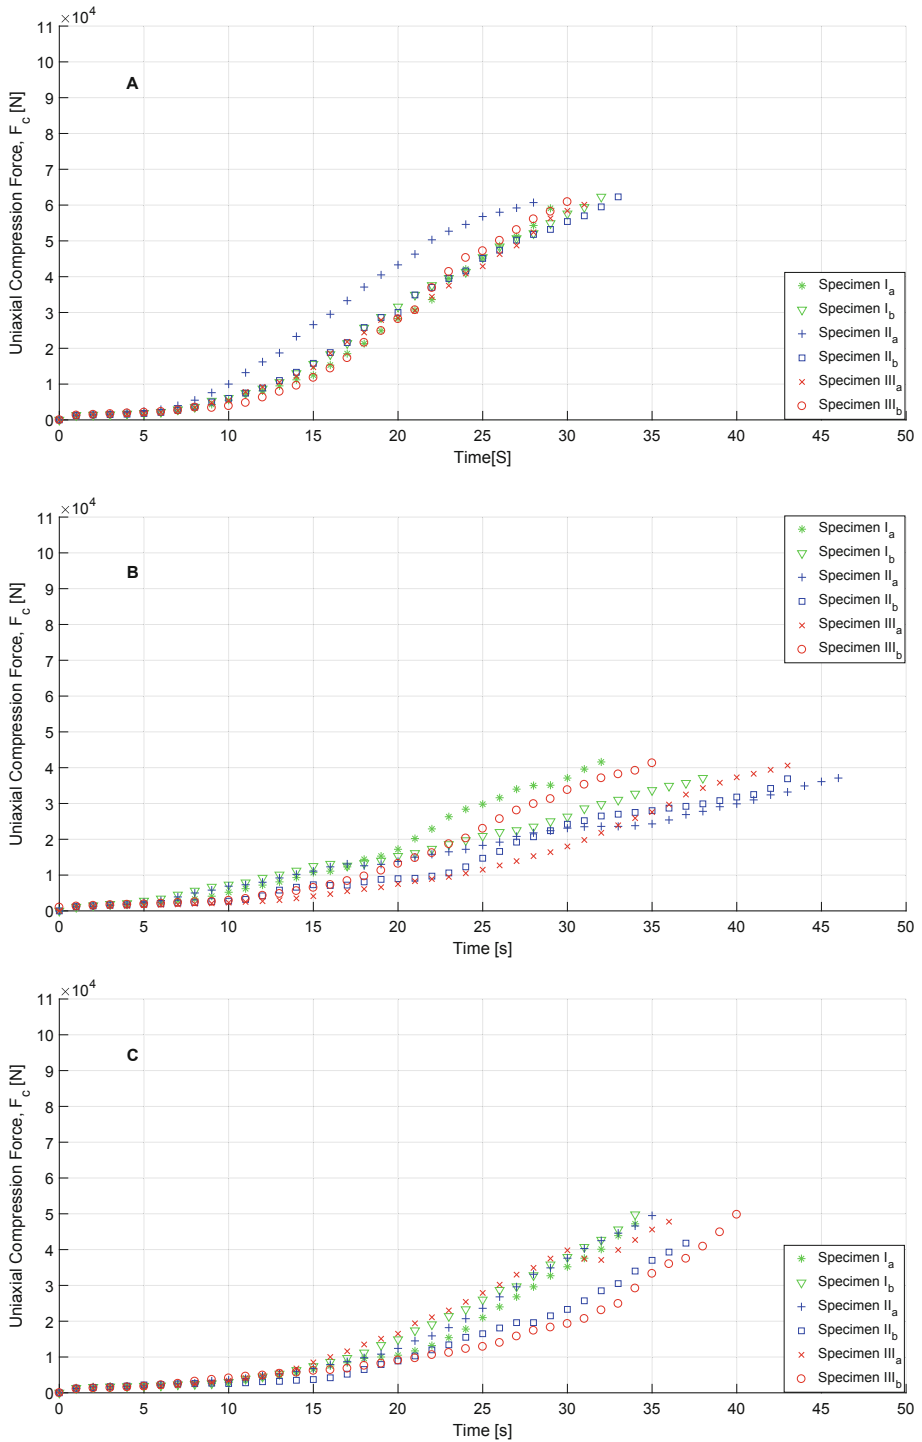 ×10^4
11
10
9
8
7
6
5
4
3
2
1
0
Uniaxial Compression Force, F_c [N]
A
Specimen I_a
Specimen I_b
Specimen II_a
Specimen II_b
Specimen III_a
Specimen III_b
0 5 10 15 20 25 30 35 40 45 50
Time[S]
×10^4
11
10
9
8
7
6
5
4
3
2
1
0
Uniaxial Compression Force, F_c [N]
B
Specimen I_a
Specimen I_b
Specimen II_a
Specimen II_b
Specimen III_a
Specimen III_b
0 5 10 15 20 25 30 35 40 45 50
Time [s]
×10^4
11
10
9
8
7
6
5
4
3
2
1
0
Uniaxial Compression Force, F_c [N]
C
Specimen I_a
Specimen I_b
Specimen II_a
Specimen II_b
Specimen III_a
Specimen III_b
0 5 10 15 20 25 30 35 40 45 50
Time [s]